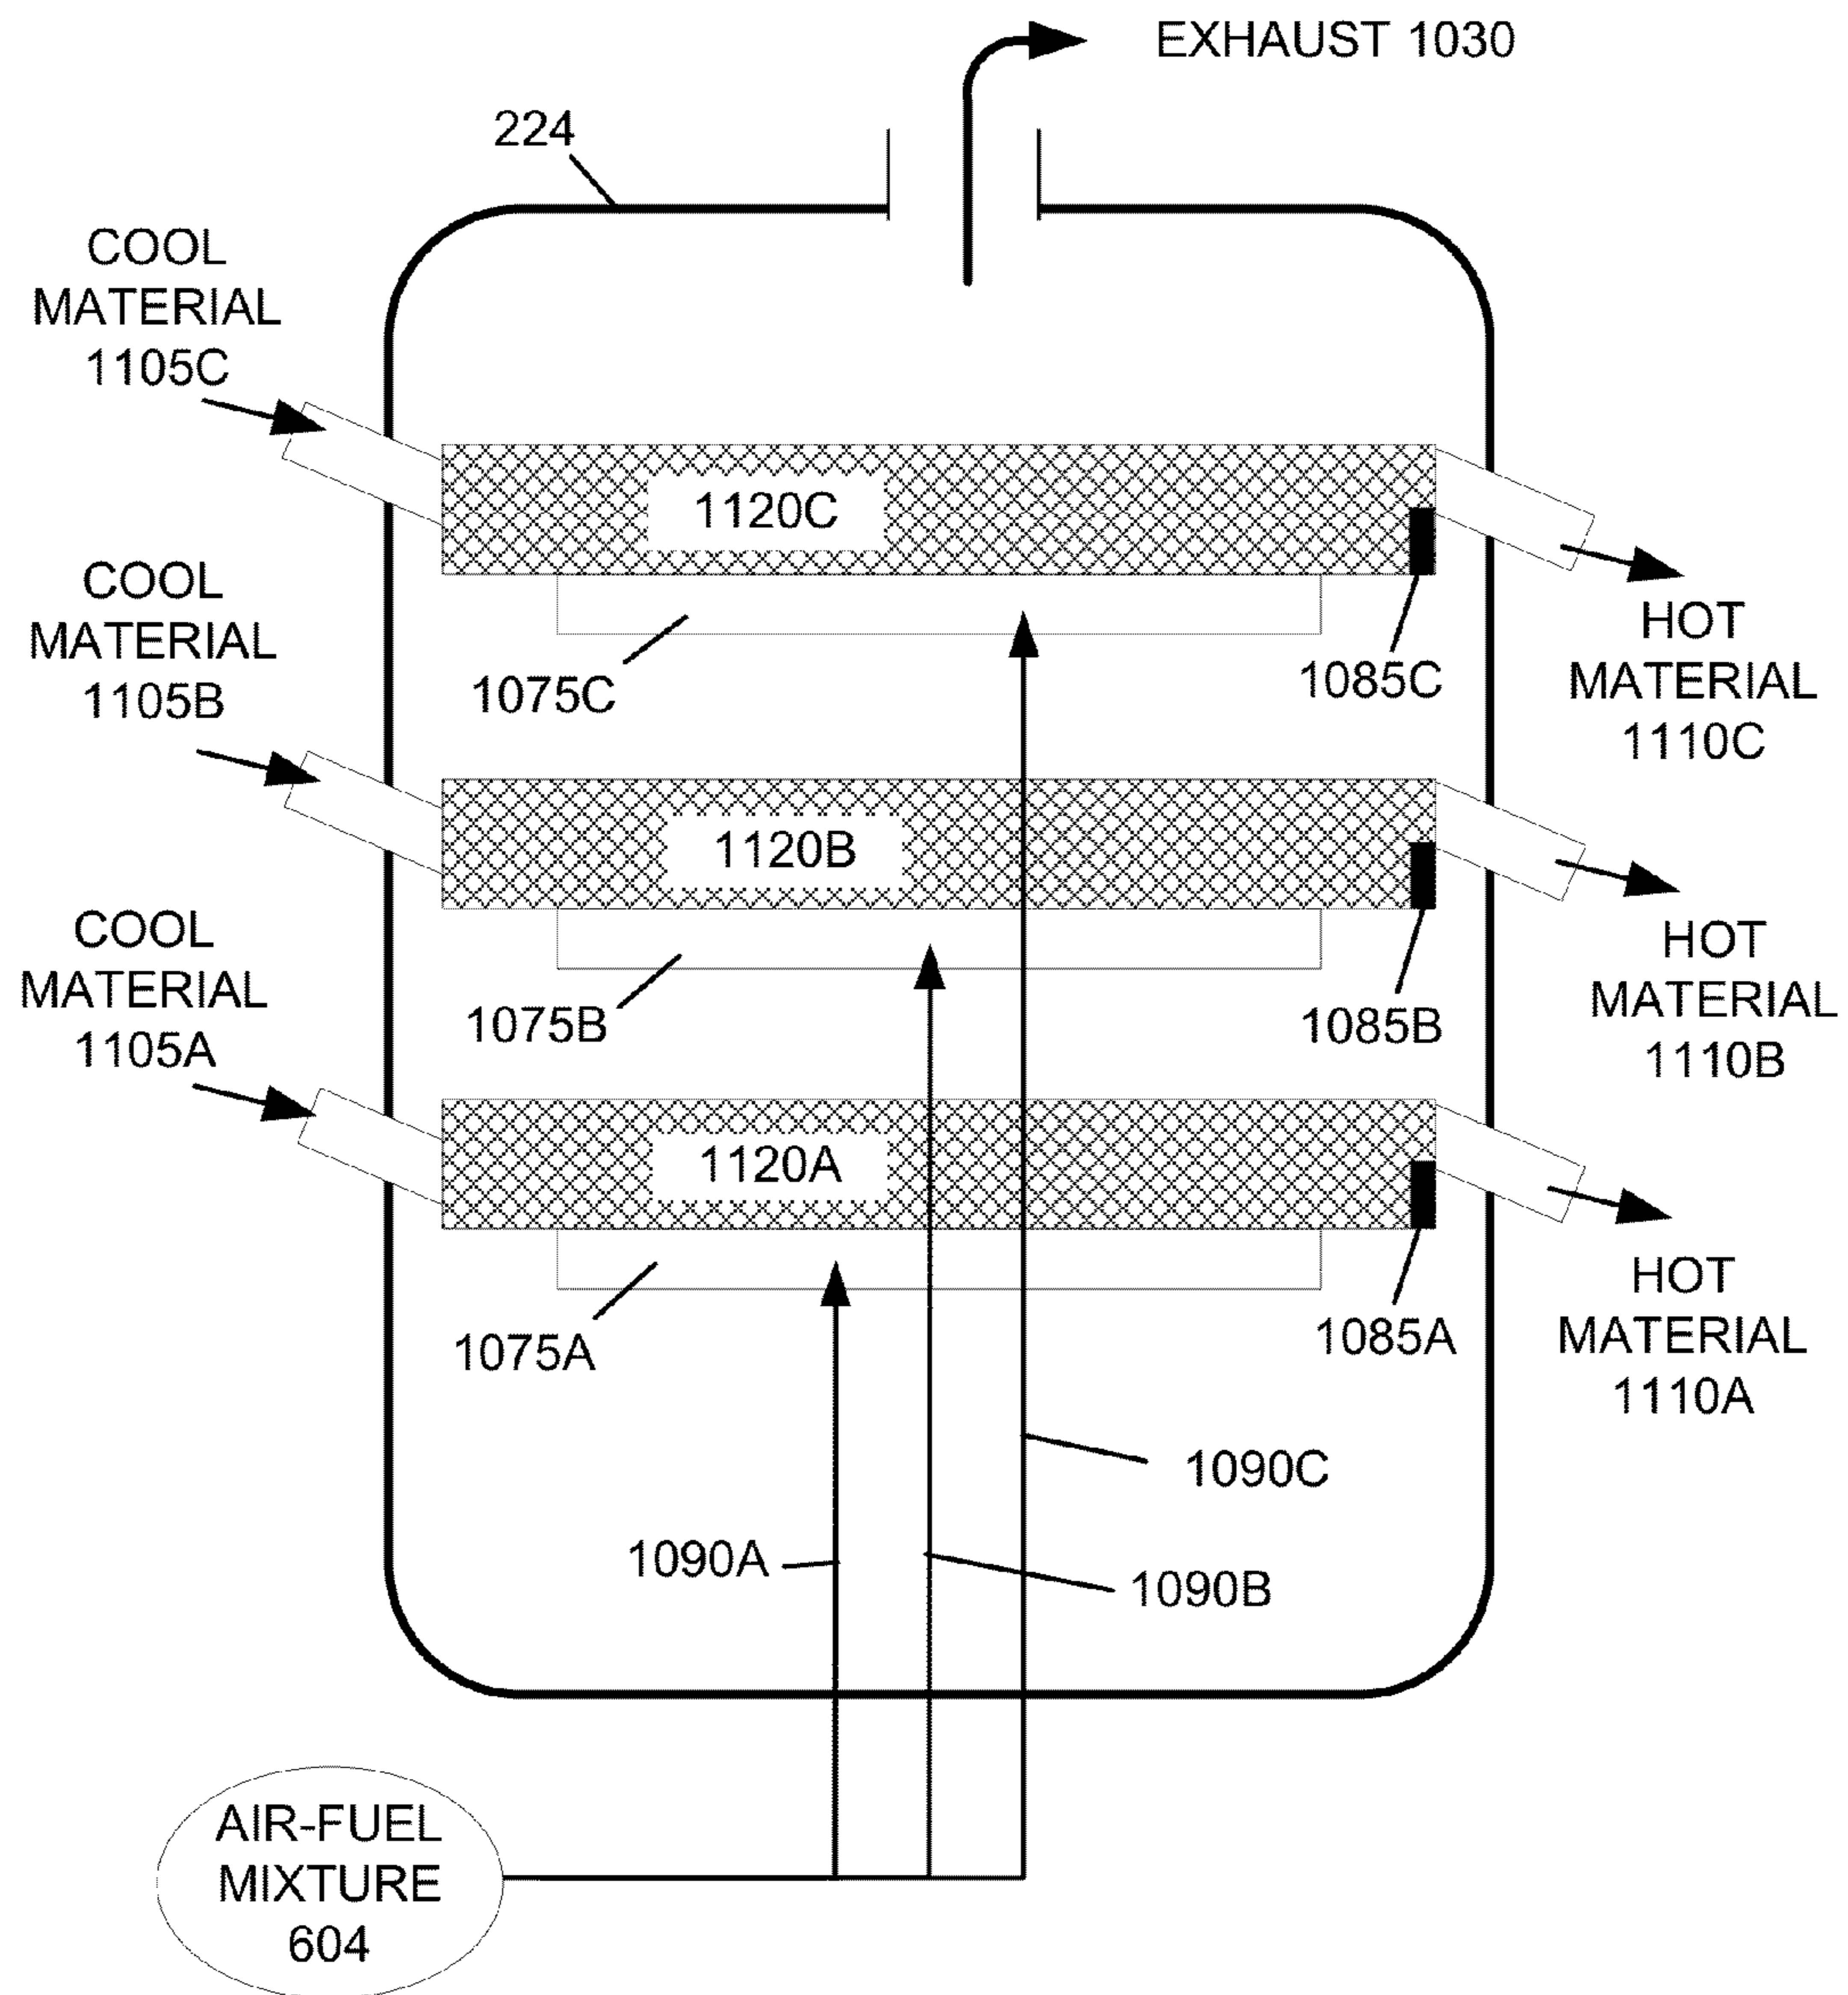 EXHAUST 1030
224
COOL
MATERIAL
1105C
1120C
1075C
1085C
HOT
MATERIAL
1110C
COOL
MATERIAL
1105B
1120B
1075B
1085B
HOT
MATERIAL
1110B
COOL
MATERIAL
1105A
1120A
1075A
1085A
HOT
MATERIAL
1110A
1090C
1090A
1090B
AIR-FUEL
MIXTURE
604